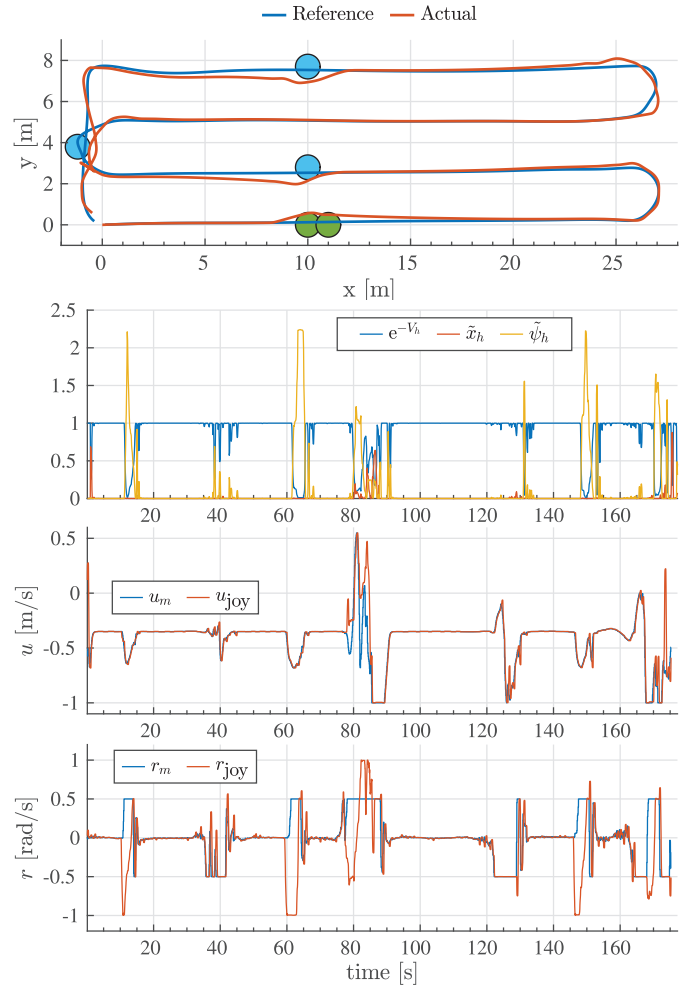 Reference Actual
8
6
4
2
0
y [m]
0 5 10 15 20 25
x [m]
2.5
2
1.5
1
0.5
0
e^{-V_h} x̃_h ψ̃_h
20 40 60 80 100 120 140 160
0.5
0
-0.5
-1
u [m/s]
u_m u_joy
20 40 60 80 100 120 140 160
1
0.5
0
-0.5
-1
r [rad/s]
r_m r_joy
20 40 60 80 100 120 140 160
time [s]